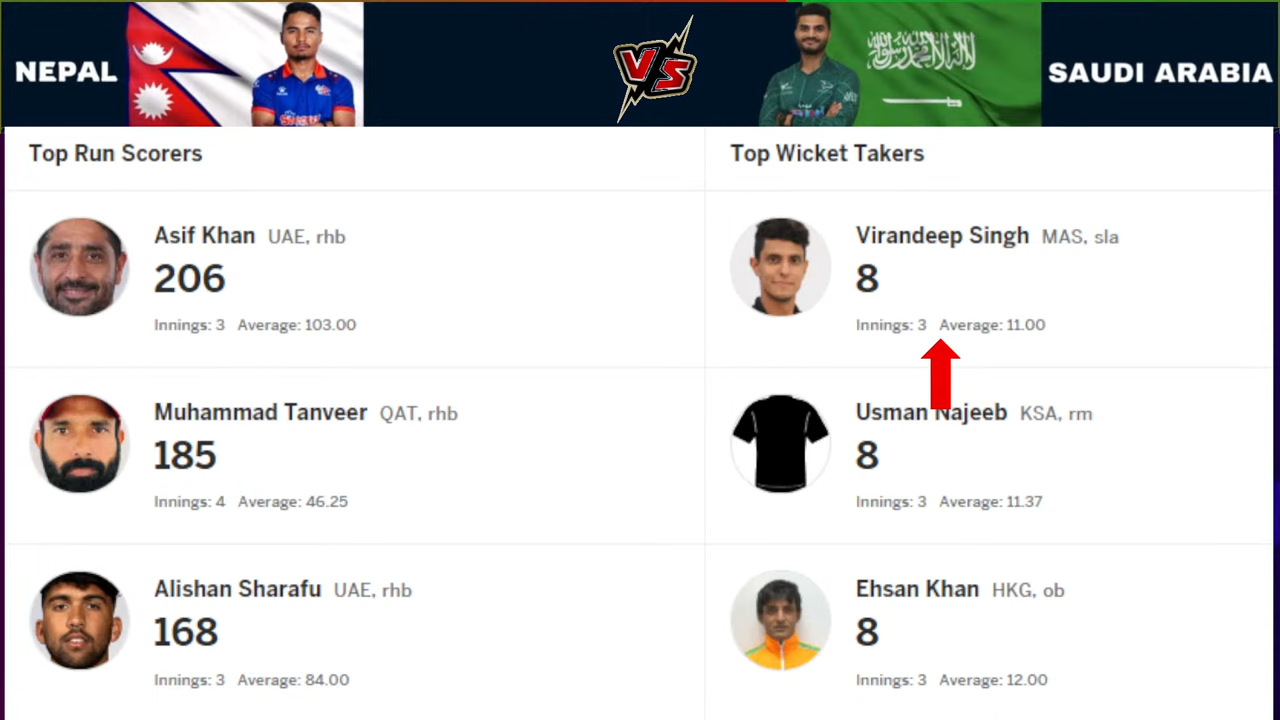 NEPAL
VS
SAUDI ARABIA
Top Run Scorers
Asif Khan UAE, rhb
206
Innings: 3 Average: 103.00
Muhammad Tanveer QAT, rhb
185
Innings: 4 Average: 46.25
Alishan Sharafu UAE, rhb
168
Innings: 3 Average: 84.00
Top Wicket Takers
Virandeep Singh MAS, sla
8
Innings: 3 Average: 11.00
Usman Najeeb KSA, rm
8
Innings: 3 Average: 11.37
Ehsan Khan HKG, ob
8
Innings: 3 Average: 12.00